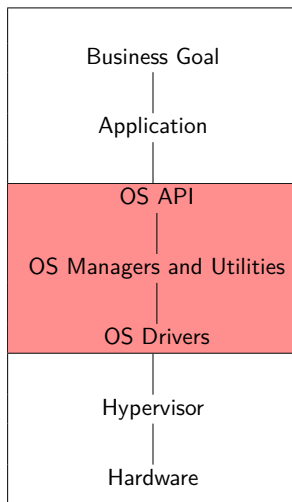 Business Goal
Application
OS API
OS Managers and Utilities
OS Drivers
Hypervisor
Hardware